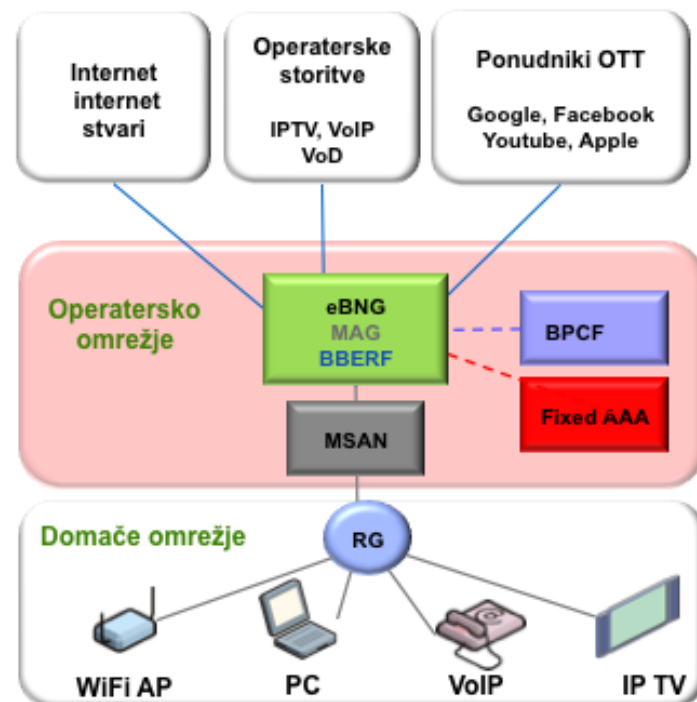 Internet
internet
stvari
Operaterske
storitve
IPTV, VoIP
VoD
Ponudniki OTT
Google, Facebook
Youtube, Apple
Operatersko
omrežje
eBNG
MAG
BBERF
BPCF
Fixed AAA
MSAN
Domače omrežje
RG
WiFi AP
PC
VoIP
IP TV